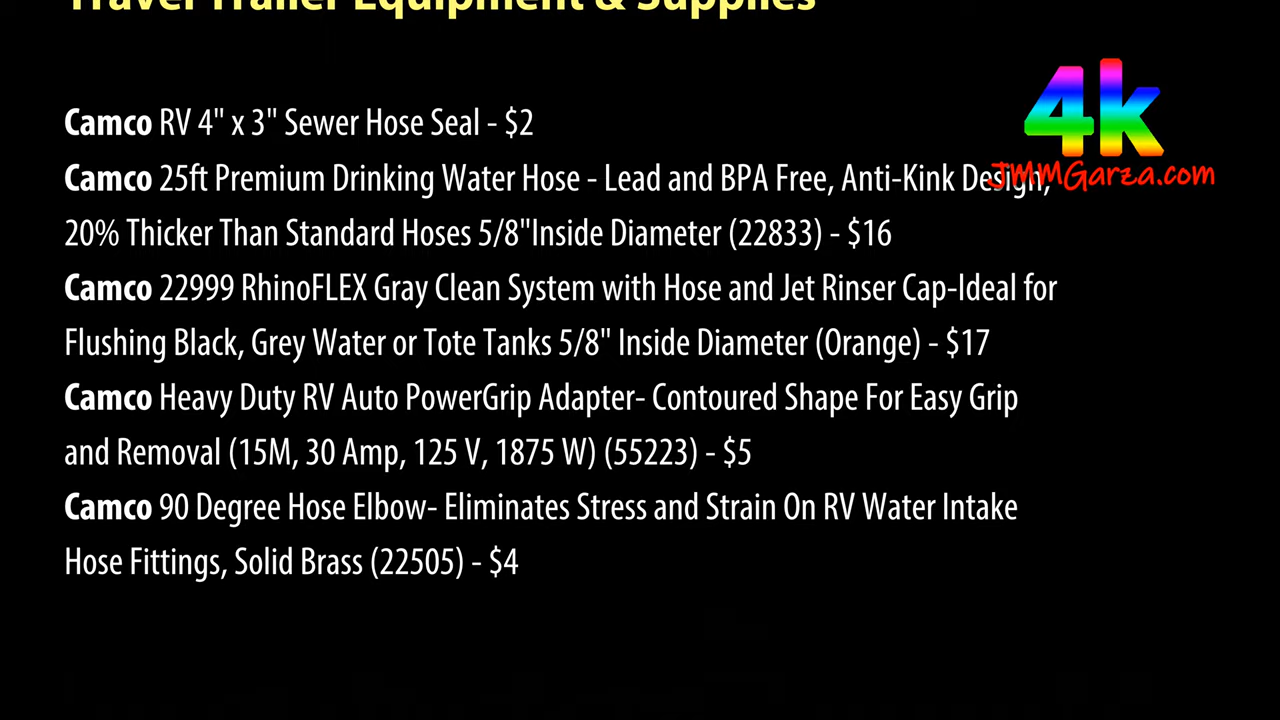 Travel Trailer Equipment & Supplies
4k
JMMGarza.com
Camco RV 4" x 3" Sewer Hose Seal - $2
Camco 25ft Premium Drinking Water Hose - Lead and BPA Free, Anti-Kink Design,
20% Thicker Than Standard Hoses 5/8"Inside Diameter (22833) - $16
Camco 22999 RhinoFLEX Gray Clean System with Hose and Jet Rinser Cap-Ideal for
Flushing Black, Grey Water or Tote Tanks 5/8" Inside Diameter (Orange) - $17
Camco Heavy Duty RV Auto PowerGrip Adapter- Contoured Shape For Easy Grip
and Removal (15M, 30 Amp, 125 V, 1875 W) (55223) - $5
Camco 90 Degree Hose Elbow- Eliminates Stress and Strain On RV Water Intake
Hose Fittings, Solid Brass (22505) - $4